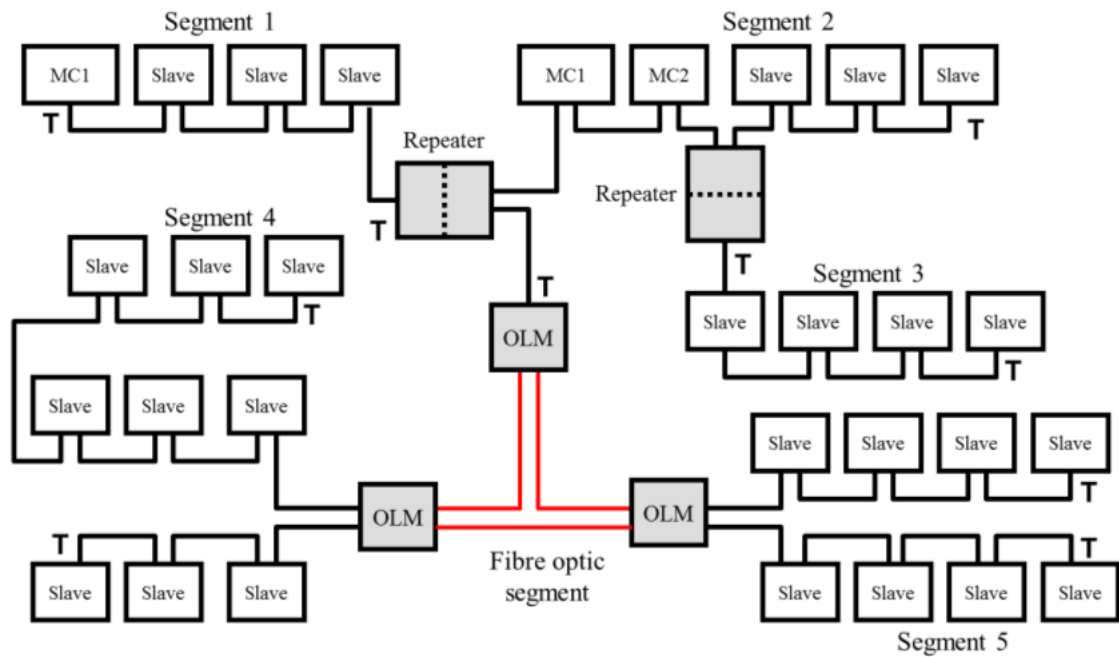 Segment 1
Segment 2
MC1
Slave
Slave
Slave
MC1
MC2
Slave
Slave
Slave
T
T
Repeater
Repeater
T
Segment 4
T
Segment 3
Slave
Slave
Slave
T
T
OLM
Slave
Slave
Slave
Slave
T
Slave
Slave
Slave
Slave
Slave
Slave
Slave
T
OLM
OLM
T
T
Fibre optic
segment
Slave
Slave
Slave
Slave
Slave
Slave
Slave
Segment 5